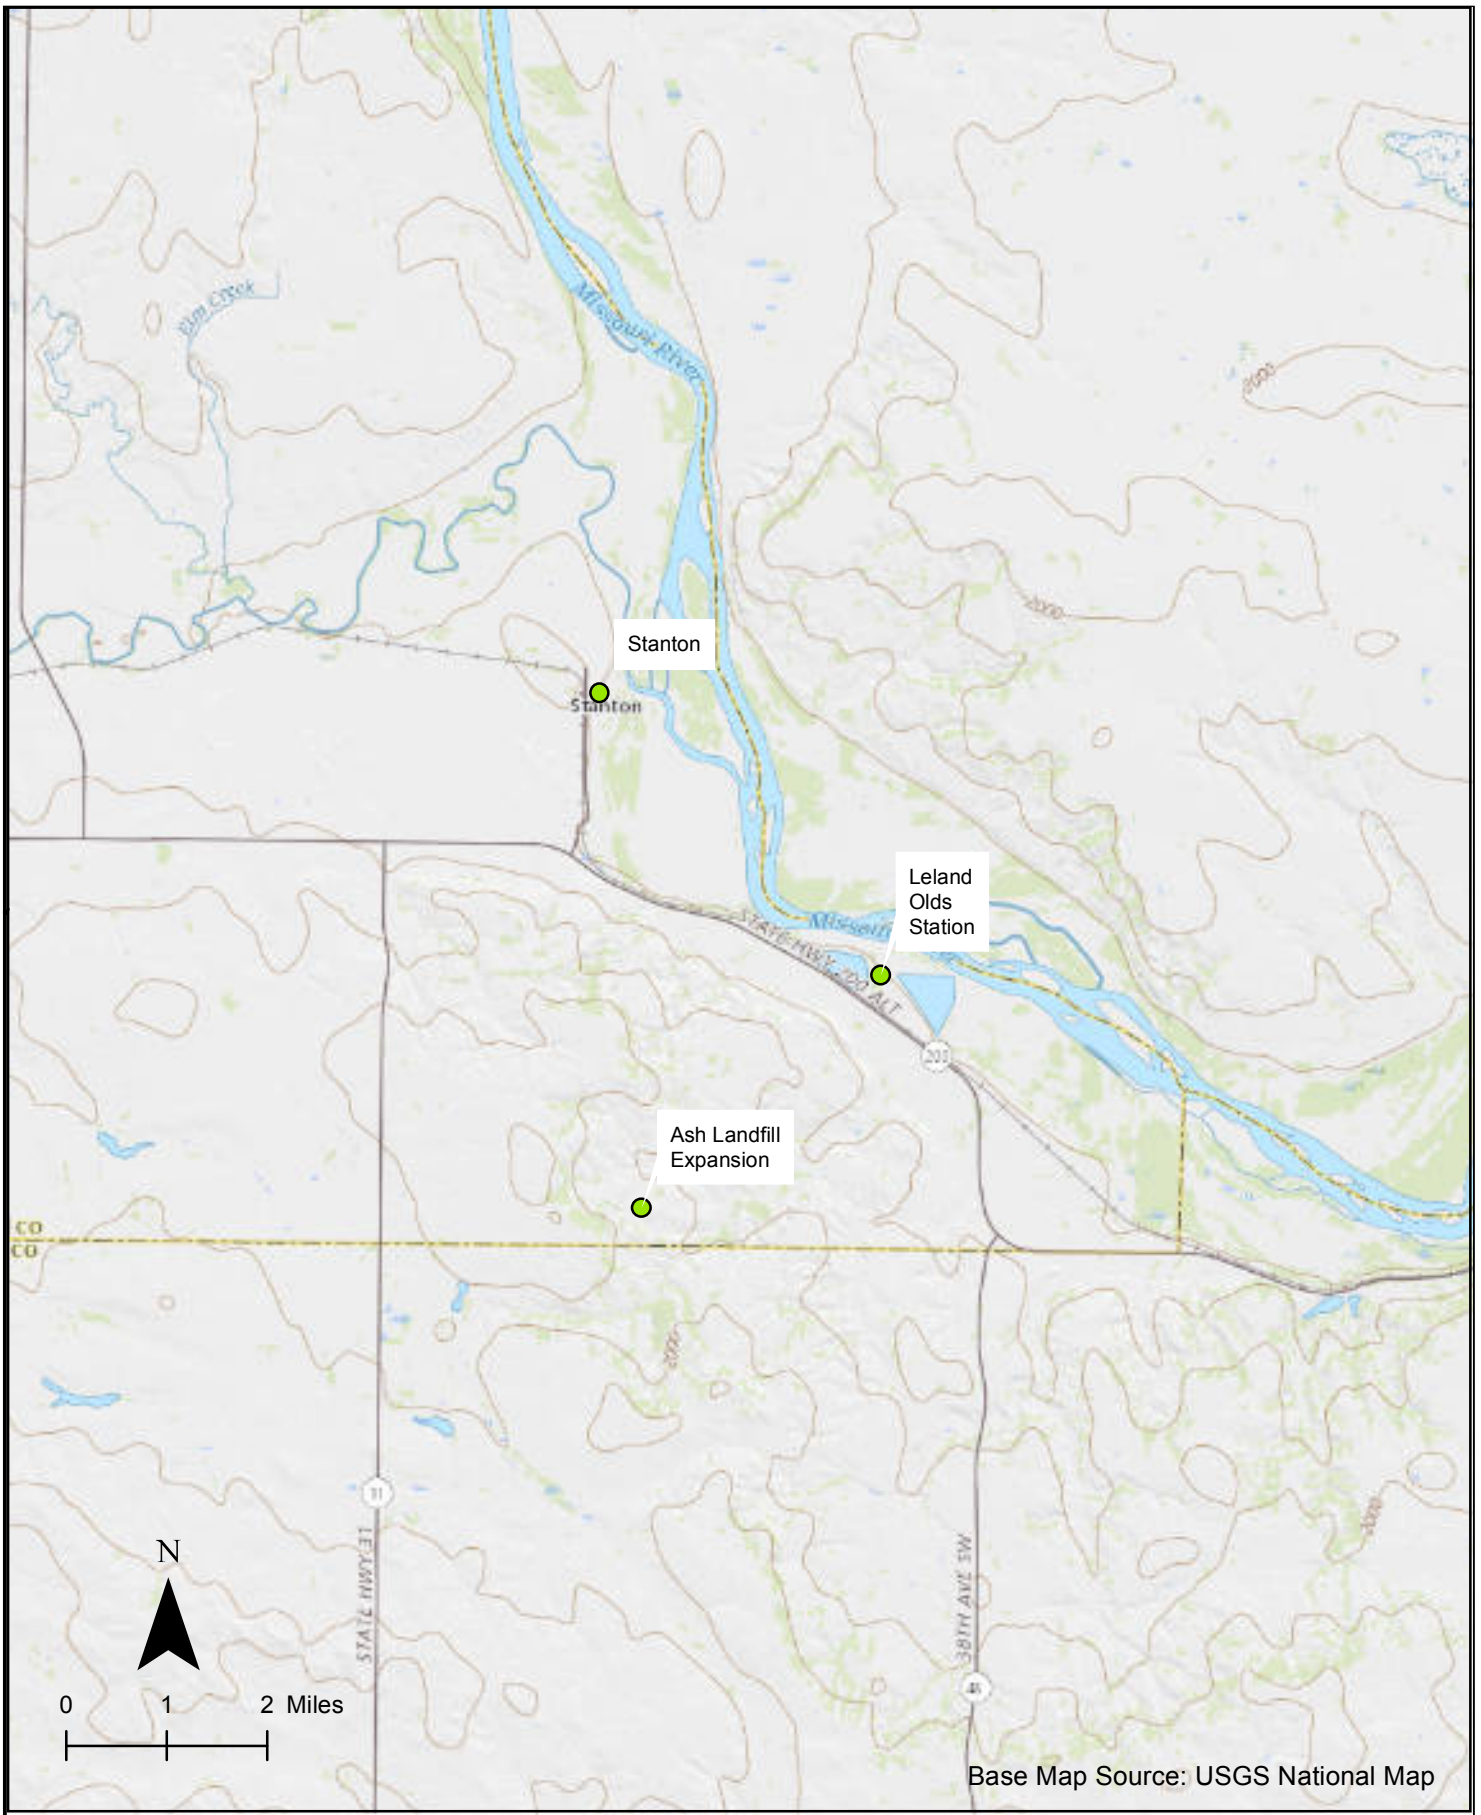 Elm Creek
Missouri River
2000
2000
Stanton
Stanton
Leland
Olds
Station
Missouri
STATE HWY 200 ALT
200
Ash Landfill
Expansion
CO
CO
2000
31
2000
STATE HWY 31
38TH AVE SW
N
48
0 1 2 Miles
Base Map Source: USGS National Map